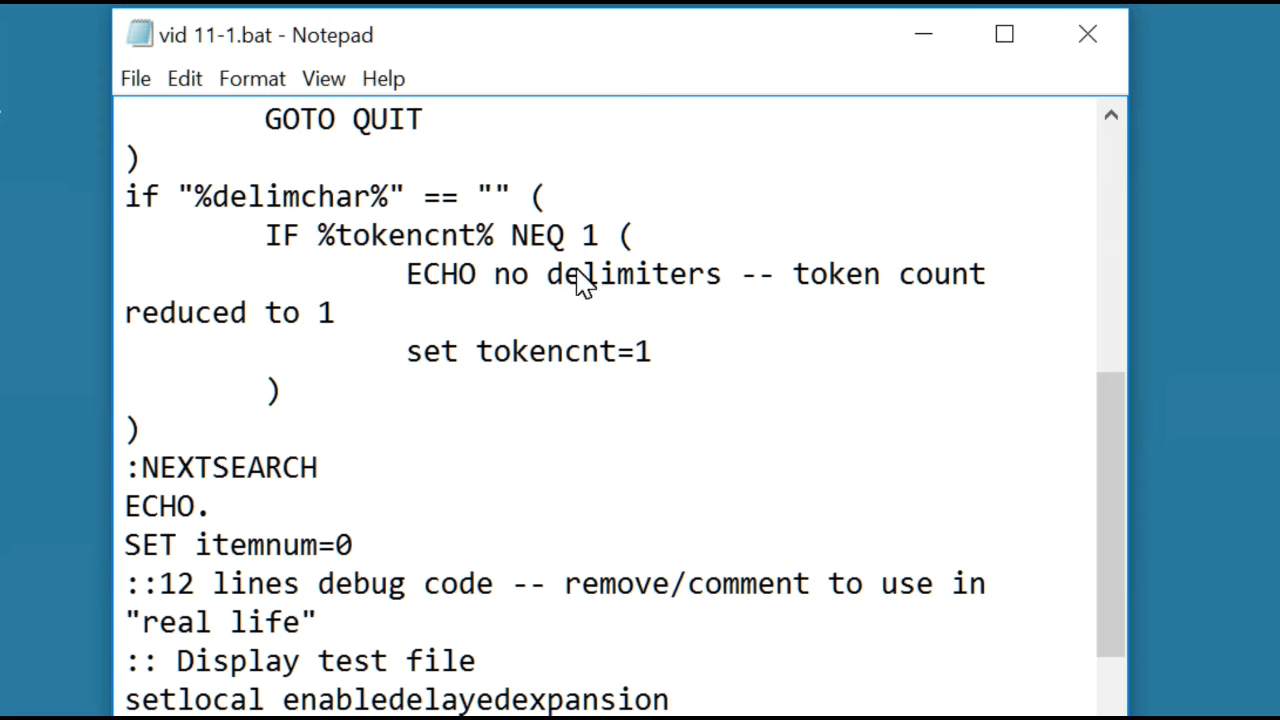 vid 11-1.bat - Notepad
File Edit Format View Help
GOTO QUIT
)
if "%delimchar%" == "" (
IF %tokencnt% NEQ 1 (
ECHO no delimiters -- token count
reduced to 1
set tokencnt=1
)
)
:NEXTSEARCH
ECHO.
SET itemnum=0
::12 lines debug code -- remove/comment to use in
"real life"
:: Display test file
setlocal enabledelayedexpansion